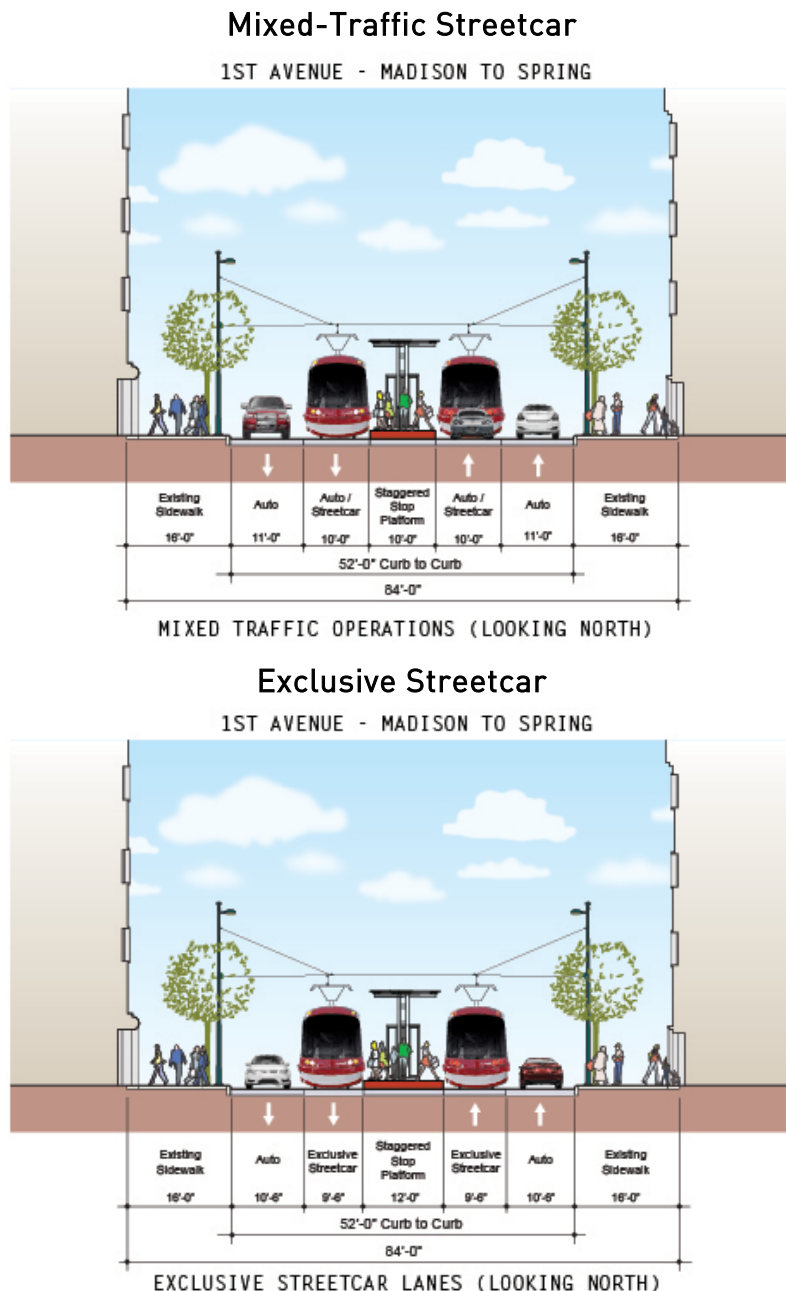 Mixed-Traffic Streetcar
1ST AVENUE - MADISON TO SPRING
Existing
Sidewalk
16'-0"
Auto
11'-0"
Auto /
Streetcar
10'-0"
Staggered
Stop
Platform
10'-0"
Auto /
Streetcar
10'-0"
Auto
11'-0"
Existing
Sidewalk
16'-0"
52'-0" Curb to Curb
84'-0"
MIXED TRAFFIC OPERATIONS (LOOKING NORTH)
Exclusive Streetcar
1ST AVENUE - MADISON TO SPRING
Existing
Sidewalk
16'-0"
Auto
10'-6"
Exclusive
Streetcar
9'-6"
Staggered
Stop
Platform
12'-0"
Exclusive
Streetcar
9'-6"
Auto
10'-6"
Existing
Sidewalk
16'-0"
52'-0" Curb to Curb
84'-0"
EXCLUSIVE STREETCAR LANES (LOOKING NORTH)